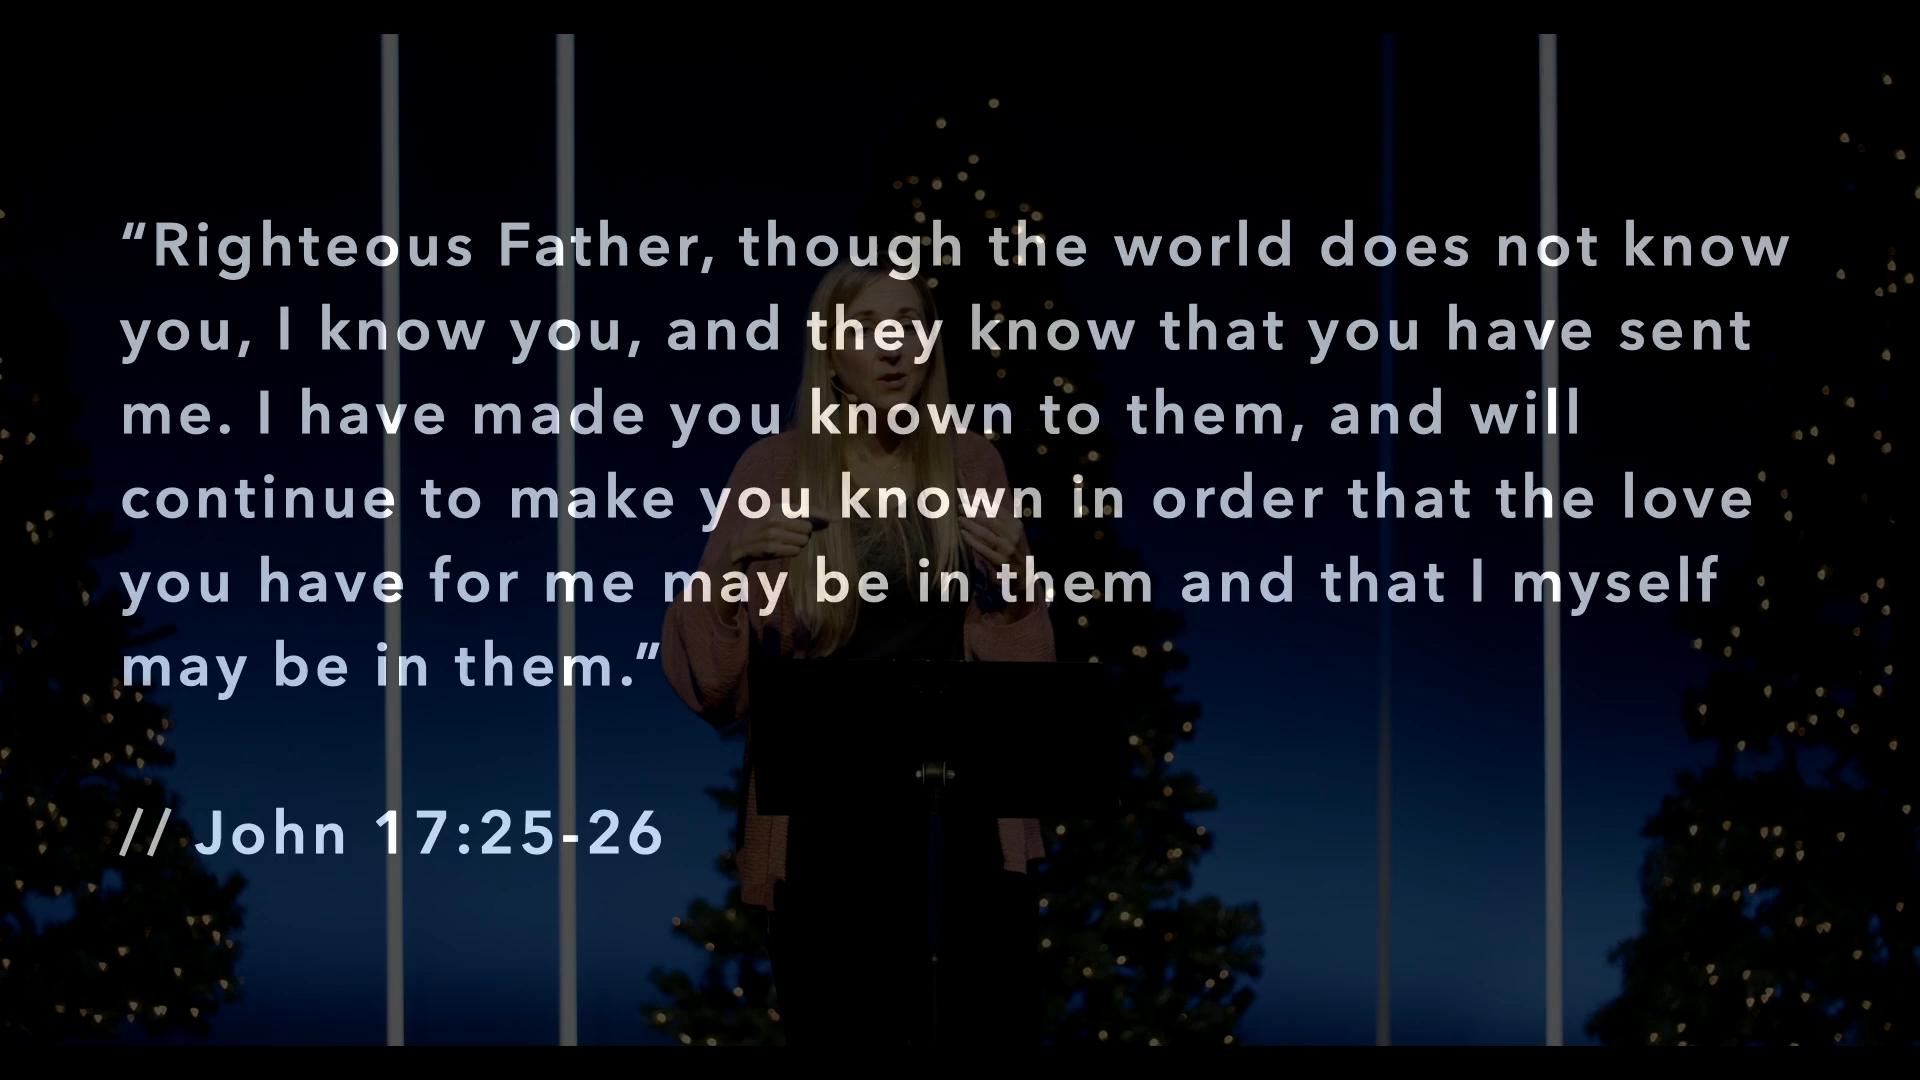 “Righteous Father, though the world does not know
you, I know you, and they know that you have sent
me. I have made you known to them, and will
continue to make you known in order that the love
you have for me may be in them and that I myself
may be in them.”
// John 17:25-26